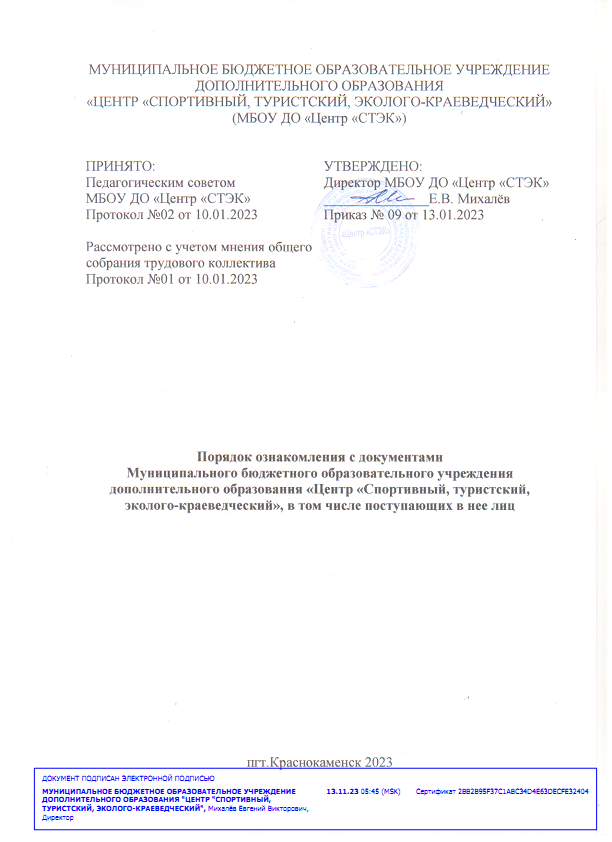 МУНИЦИПАЛЬНОЕ БЮДЖЕТНОЕ ОБРАЗОВАТЕЛЬНОЕ УЧРЕЖДЕНИЕ
ДОПОЛНИТЕЛЬНОГО ОБРАЗОВАНИЯ
«ЦЕНТР «СПОРТИВНЫЙ, ТУРИСТСКИЙ, ЭКОЛОГО-КРАЕВЕДЧЕСКИЙ»
(МБОУ ДО «Центр «СТЭК»)
ПРИНЯТО:
Педагогическим советом
МБОУ ДО «Центр «СТЭК»
Протокол №02 от 10.01.2023
Рассмотрено с учетом мнения общего
собрания трудового коллектива
Протокол №01 от 10.01.2023
УТВЕРЖДЕНО:
Директор МБОУ ДО «Центр «СТЭК»
Е.В. Михалёв
Приказ № 09 от 13.01.2023
«Центр «СТЭК»
Порядок ознакомления с документами
Муниципального бюджетного образовательного учреждения
дополнительного образования «Центр «Спортивный, туристский,
эколого-краеведческий», в том числе поступающих в нее лиц
пгт.Краснокаменск 2023
ДОКУМЕНТ ПОДПИСАН ЭЛЕКТРОННОЙ ПОДПИСЬЮ
МУНИЦИПАЛЬНОЕ БЮДЖЕТНОЕ ОБРАЗОВАТЕЛЬНОЕ УЧРЕЖДЕНИЕ
ДОПОЛНИТЕЛЬНОГО ОБРАЗОВАНИЯ "ЦЕНТР "СПОРТИВНЫЙ,
ТУРИСТСКИЙ, ЭКОЛОГО-КРАЕВЕДЧЕСКИЙ", Михалёв Евгений Викторович,
Директор
13.11.23 05:45 (MSK)
Сертификат 2BB2B95F37C1ABC34D4E63DECFE32404